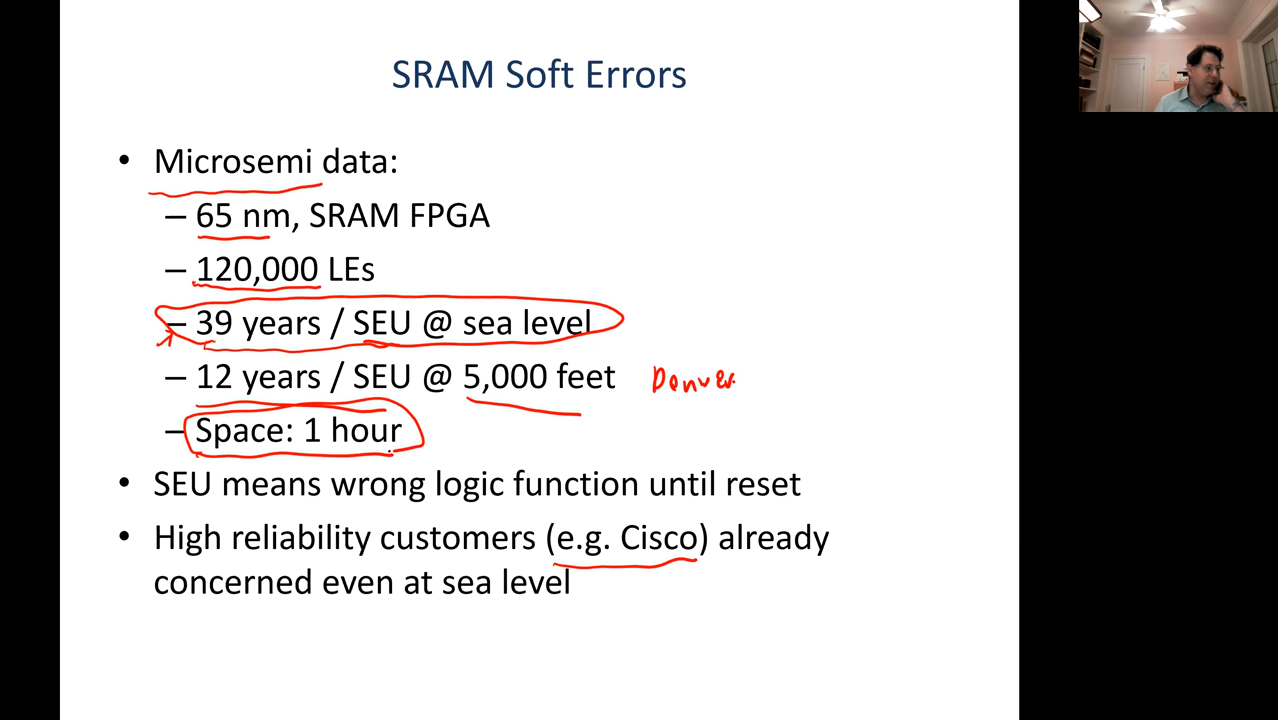 SRAM Soft Errors
• Microsemi data:
– 65 nm, SRAM FPGA
– 120,000 LEs
– 39 years / SEU @ sea level
– 12 years / SEU @ 5,000 feet Denver
– Space: 1 hour
• SEU means wrong logic function until reset
• High reliability customers (e.g. Cisco) already
concerned even at sea level